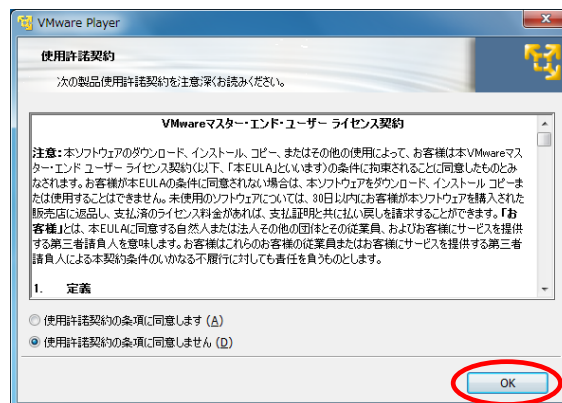 VMware Player
使用許諾契約
次の製品使用許諾契約を注意深くお読みください。
VMwareマスター・エンド・ユーザー ライセンス契約
注意: 本ソフトウェアのダウンロード、インストール、コピー、またはその他の使用によって、お客様は本VMwareマス
ター・エンド ユーザー ライセンス契約（以下、「本EULA」といいます）の条件に拘束されることに同意したものとみ
なされます。お客様が本EULAの条件に同意されない場合は、本ソフトウェアをダウンロード、インストール コピーま
たは使用することはできません。未使用のソフトウェアについては、30日以内にお客様が本ソフトウェアを購入された
販売店に返品し、支払済のライセンス料金があれば、支払証明と共に払い戻しを請求することができます。「お
客様」とは、本EULAに同意する自然人または法人その他の団体とその従業員、およびお客様にサービスを提供
する第三者請負人を意味します。お客様はこれらのお客様の従業員またはお客様にサービスを提供する第三者
請負人による本契約条件のいかなる不履行に対しても責任を負うものとします。
1. 定義
使用許諾契約の条項に同意します (A)
使用許諾契約の条項に同意しません (D)
OK